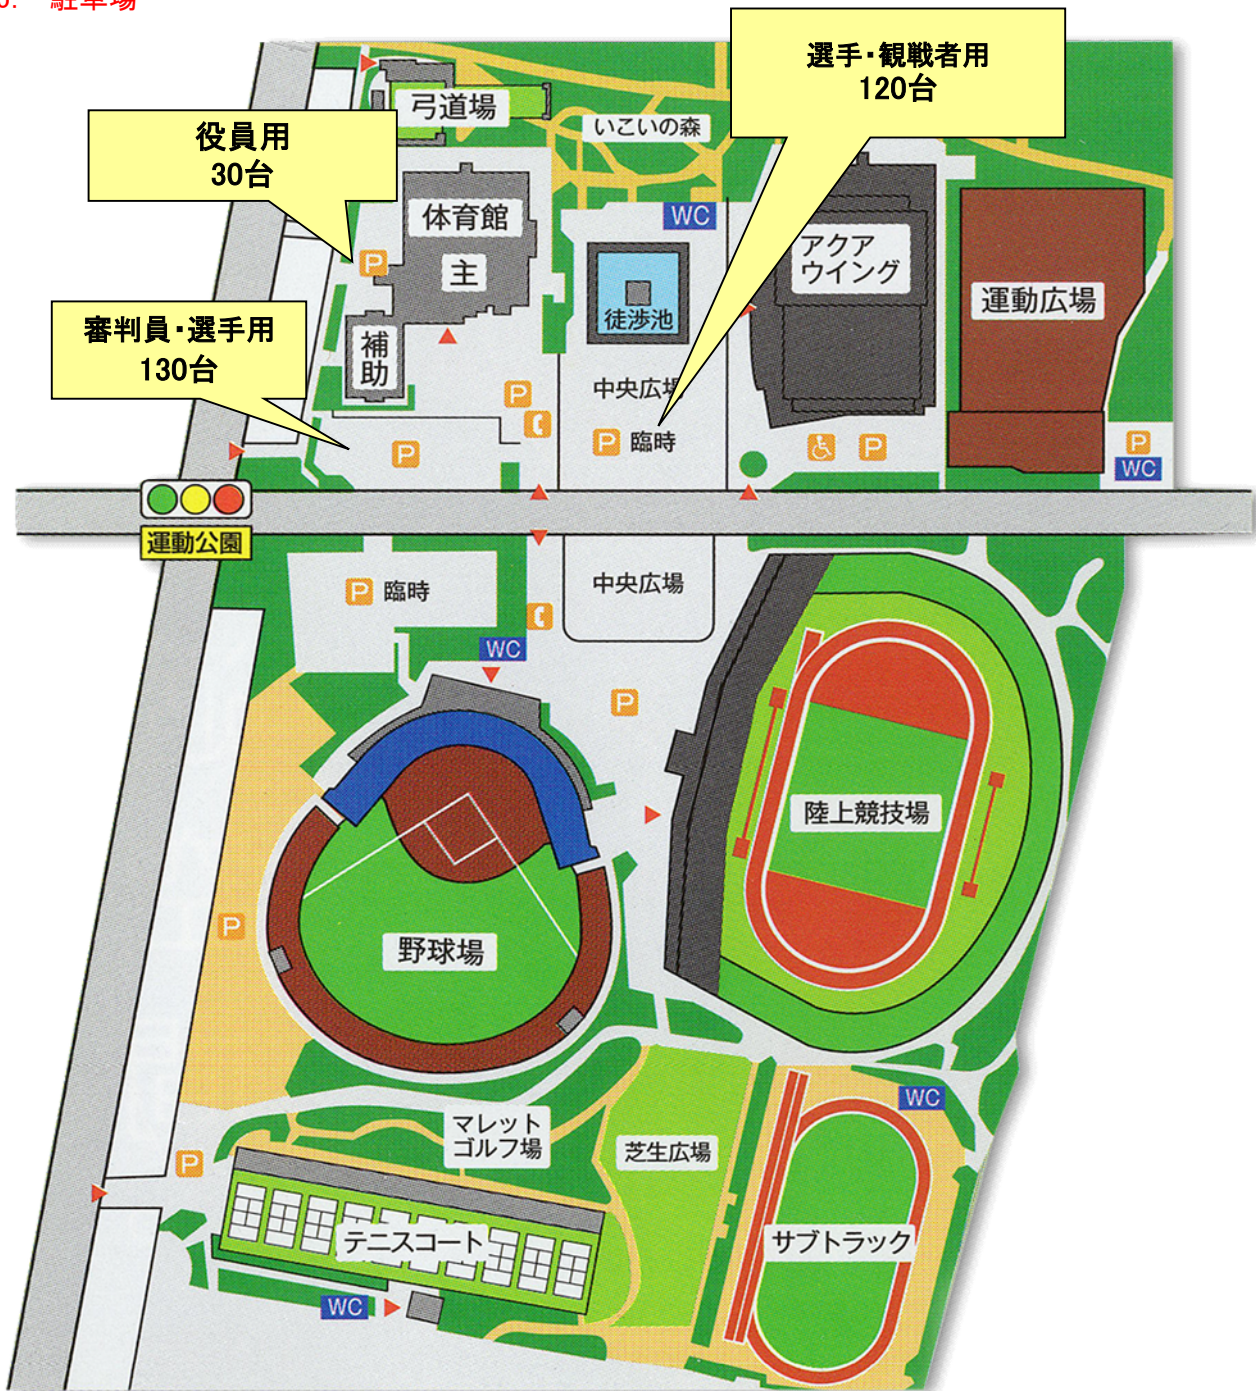 駐車場
選手・観戦者用
120台
役員用
30台
弓道場
いこいの森
WC
体育館
主
アクア
ウイング
運動広場
P
徒渉池
審判員・選手用
130台
補助
中央広場
P
P
P 臨時
P
P
WC
運動公園
中央広場
P 臨時
WC
P
陸上競技場
P
野球場
WC
マレット
ゴルフ場
芝生広場
P
テニスコート
サブトラック
WC